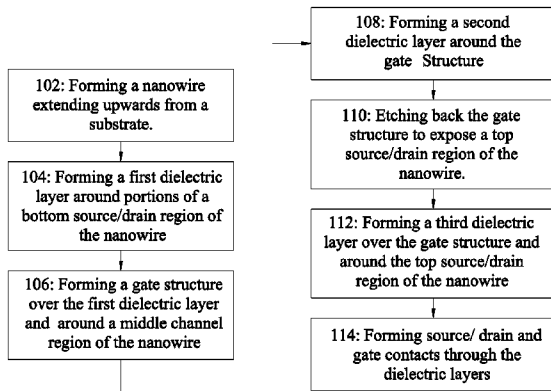 102: Forming a nanowire
extending upwards from a
substrate.
104: Forming a first dielectric
layer around portions of a
bottom source/drain region of
the nanowire
106: Forming a gate structure
over the first dielectric layer
and around a middle channel
region of the nanowire
108: Forming a second
dielectric layer around the
gate Structure
110: Etching back the gate
structure to expose a top
source/drain region of the
nanowire.
112: Forming a third dielectric
layer over the gate structure and
around the top source/drain
region of the nanowire
114: Forming source/ drain and
gate contacts through the
dielectric layers